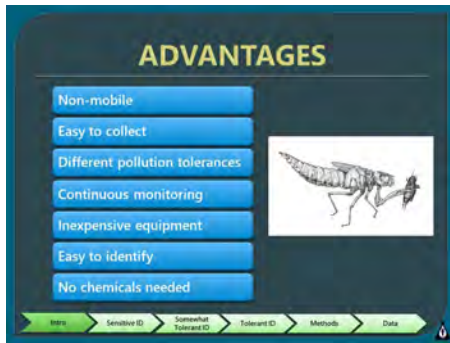 ADVANTAGES
Non-mobile
Easy to collect
Different pollution tolerances
Continuous monitoring
Inexpensive equipment
Easy to identify
No chemicals needed
Intro
Sensitive ID
Somewhat
Tolerant ID
Tolerant ID
Methods
Data